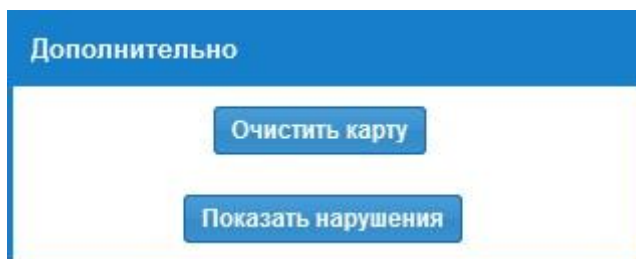 Дополнительно
Очистить карту
Показать нарушения